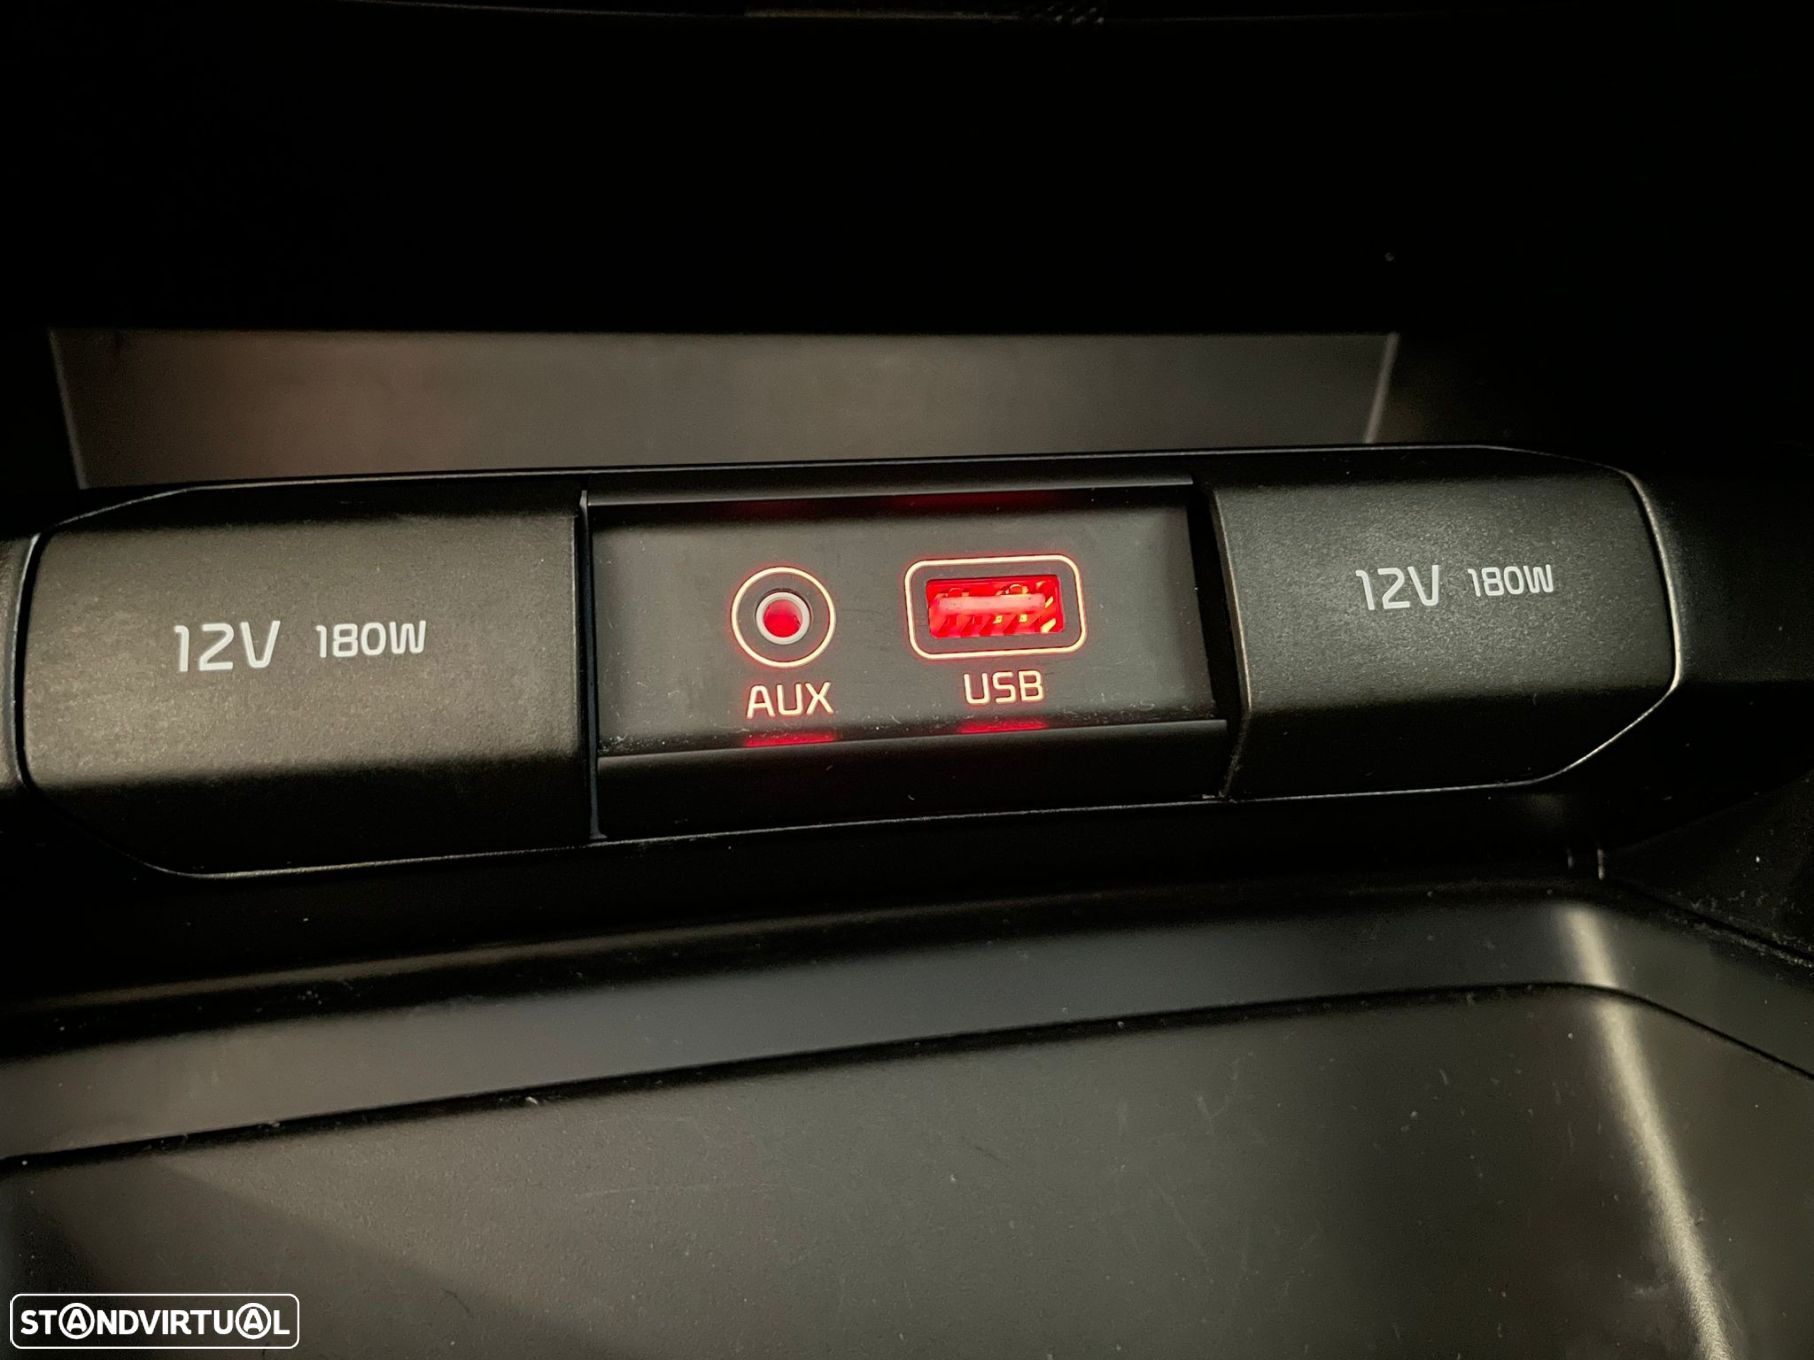 12V 180W
AUX
USB
12V 180W
STANDVIRTUAL